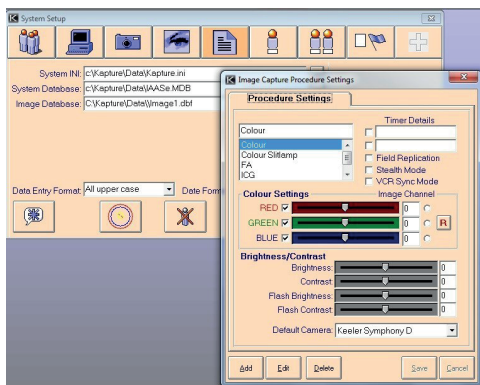 System Setup
System INI: c:\Kapture\Data\Kapture.ini
System Database: c:\Kapture\Data\IAASe.MDB
Image Database: C:\Kapture\Data\\Image1.dbf
Data Entry Format: All upper case
Date Form
Image Capture Procedure Settings
Procedure Settings
Timer Details
Colour
Colour
Colour Slitlamp
FA
ICG
Field Replication
Stealth Mode
VCR Sync Mode
Colour Settings
Image Channel
RED 0
GREEN 0 R
BLUE 0
Brightness/Contrast
Brightness: 0
Contrast: 0
Flash Brightness: 0
Flash Contrast: 0
Default Camera: Keeler Symphony D
Add Edit Delete Save Cancel